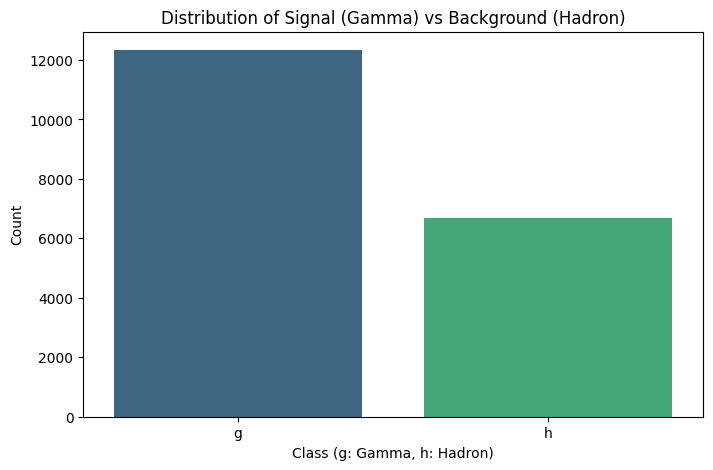 Distribution of Signal (Gamma) vs Background (Hadron)
12000
10000
8000
6000
4000
2000
0
Count
g h
Class (g: Gamma, h: Hadron)